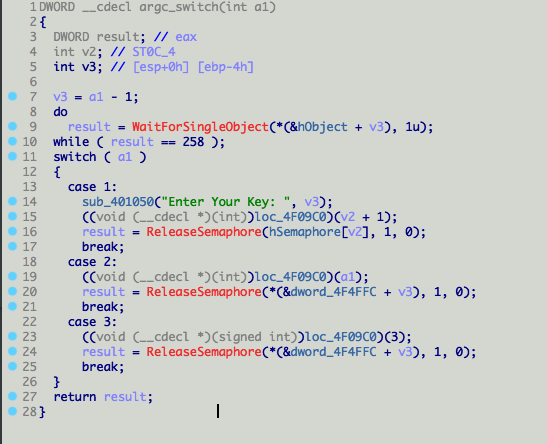 1 DWORD __cdecl argc_switch(int a1)
2 {
3   DWORD result; // eax
4   int v2; // ST0C_4
5   int v3; // [esp+0h] [ebp-4h]
6
7   v3 = a1 - 1;
8   do
9     result = WaitForSingleObject(*(&hObject + v3), 1u);
10   while ( result == 258 );
11   switch ( a1 )
12   {
13     case 1:
14       sub_401050("Enter Your Key: ", v3);
15       ((void (__cdecl *)(int))loc_4F09C0)(v2 + 1);
16       result = ReleaseSemaphore(hSemaphore[v2], 1, 0);
17       break;
18     case 2:
19       ((void (__cdecl *)(int))loc_4F09C0)(a1);
20       result = ReleaseSemaphore(*(&dword_4F4FFC + v3), 1, 0);
21       break;
22     case 3:
23       ((void (__cdecl *)(signed int))loc_4F09C0)(3);
24       result = ReleaseSemaphore(*(&dword_4F4FFC + v3), 1, 0);
25       break;
26   }
27   return result;
28 }